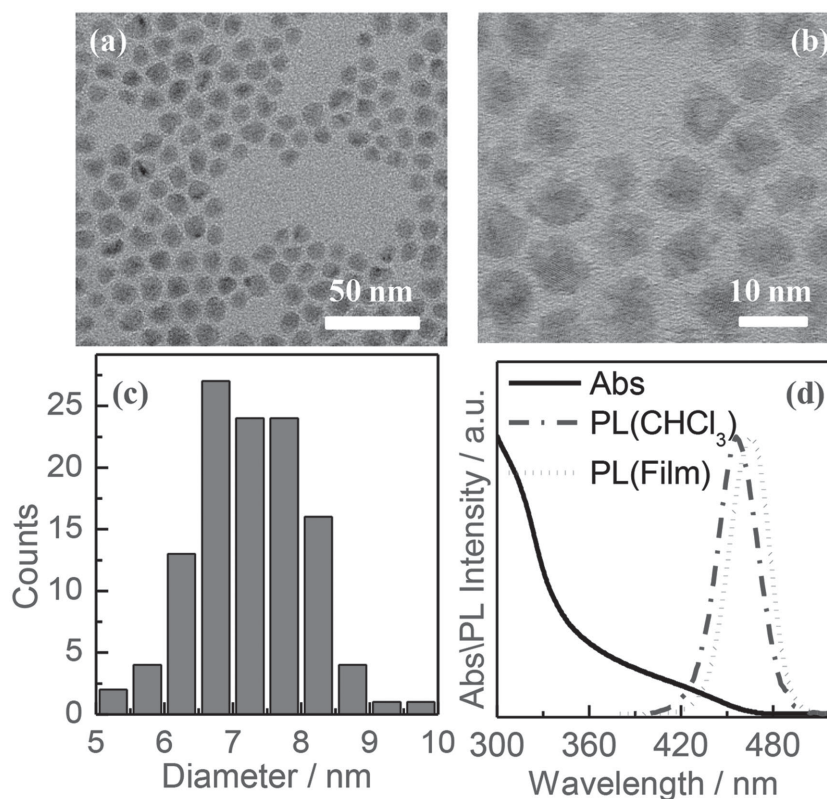 (a)
50 nm
(b)
10 nm
(c)
25
20
15
10
5
0
Counts
5 6 7 8 9 10
Diameter / nm
(d)
Abs
PL(CHCl₃)
PL(Film)
Abs\PL Intensity / a.u.
300 360 420 480
Wavelength / nm